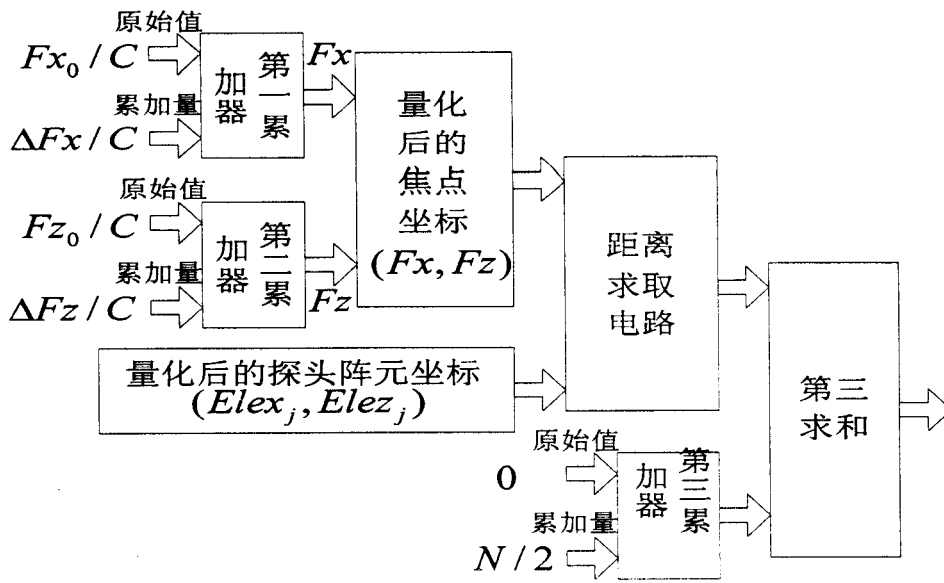 原始值
Fx₀ / C
累加量
ΔFx / C
第一累
加器
Fx
原始值
Fz₀ / C
累加量
ΔFz / C
第二累
加器
Fz
量化
后的
焦点
坐标
(Fx, Fz)
量化后的探头阵元坐标
(Elexⱼ, Elezⱼ)
距离
求取
电路
原始值
0
累加量
N / 2
第三累
加器
第三
求和